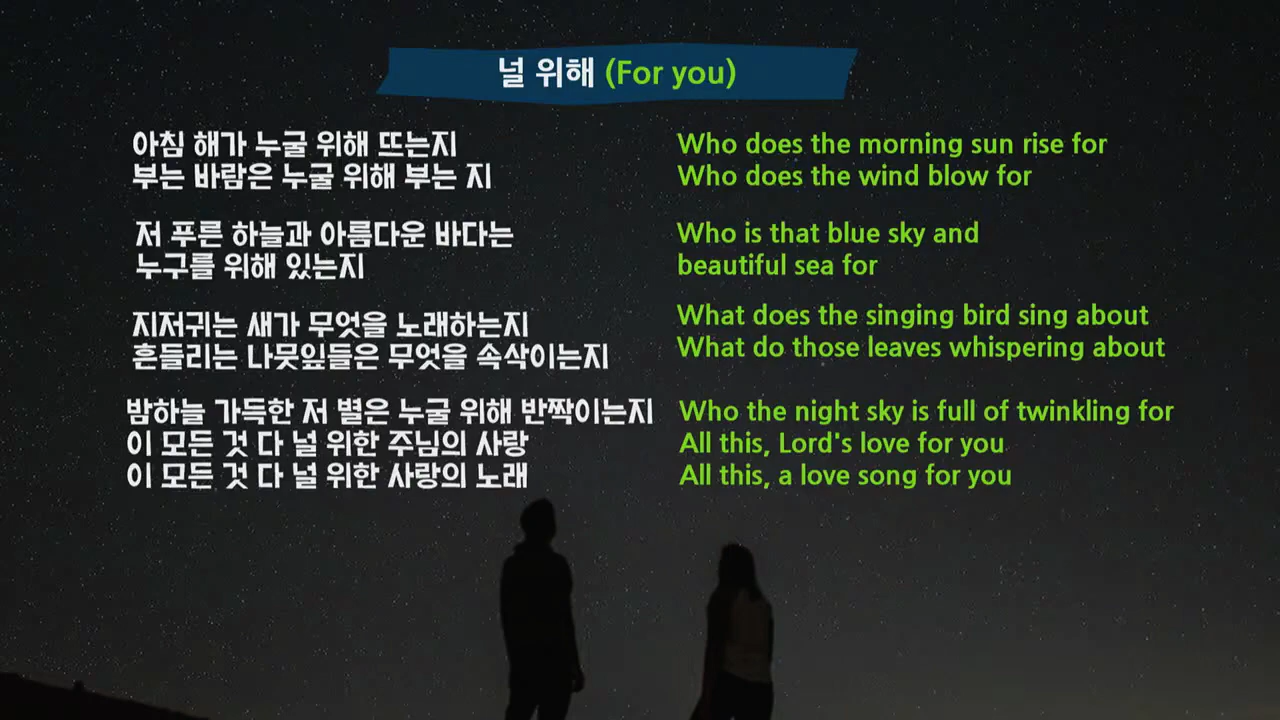 널 위해 (For you)
아침 해가 누굴 위해 뜨는지
부는 바람은 누굴 위해 부는 지
저 푸른 하늘과 아름다운 바다는
누구를 위해 있는지
지저귀는 새가 무엇을 노래하는지
흔들리는 나뭇잎들은 무엇을 속삭이는지
밤하늘 가득한 저 별은 누굴 위해 반짝이는지
이 모든 것 다 널 위한 주님의 사랑
이 모든 것 다 널 위한 사랑의 노래
Who does the morning sun rise for
Who does the wind blow for
Who is that blue sky and
beautiful sea for
What does the singing bird sing about
What do those leaves whispering about
Who the night sky is full of twinkling for
All this, Lord's love for you
All this, a love song for you